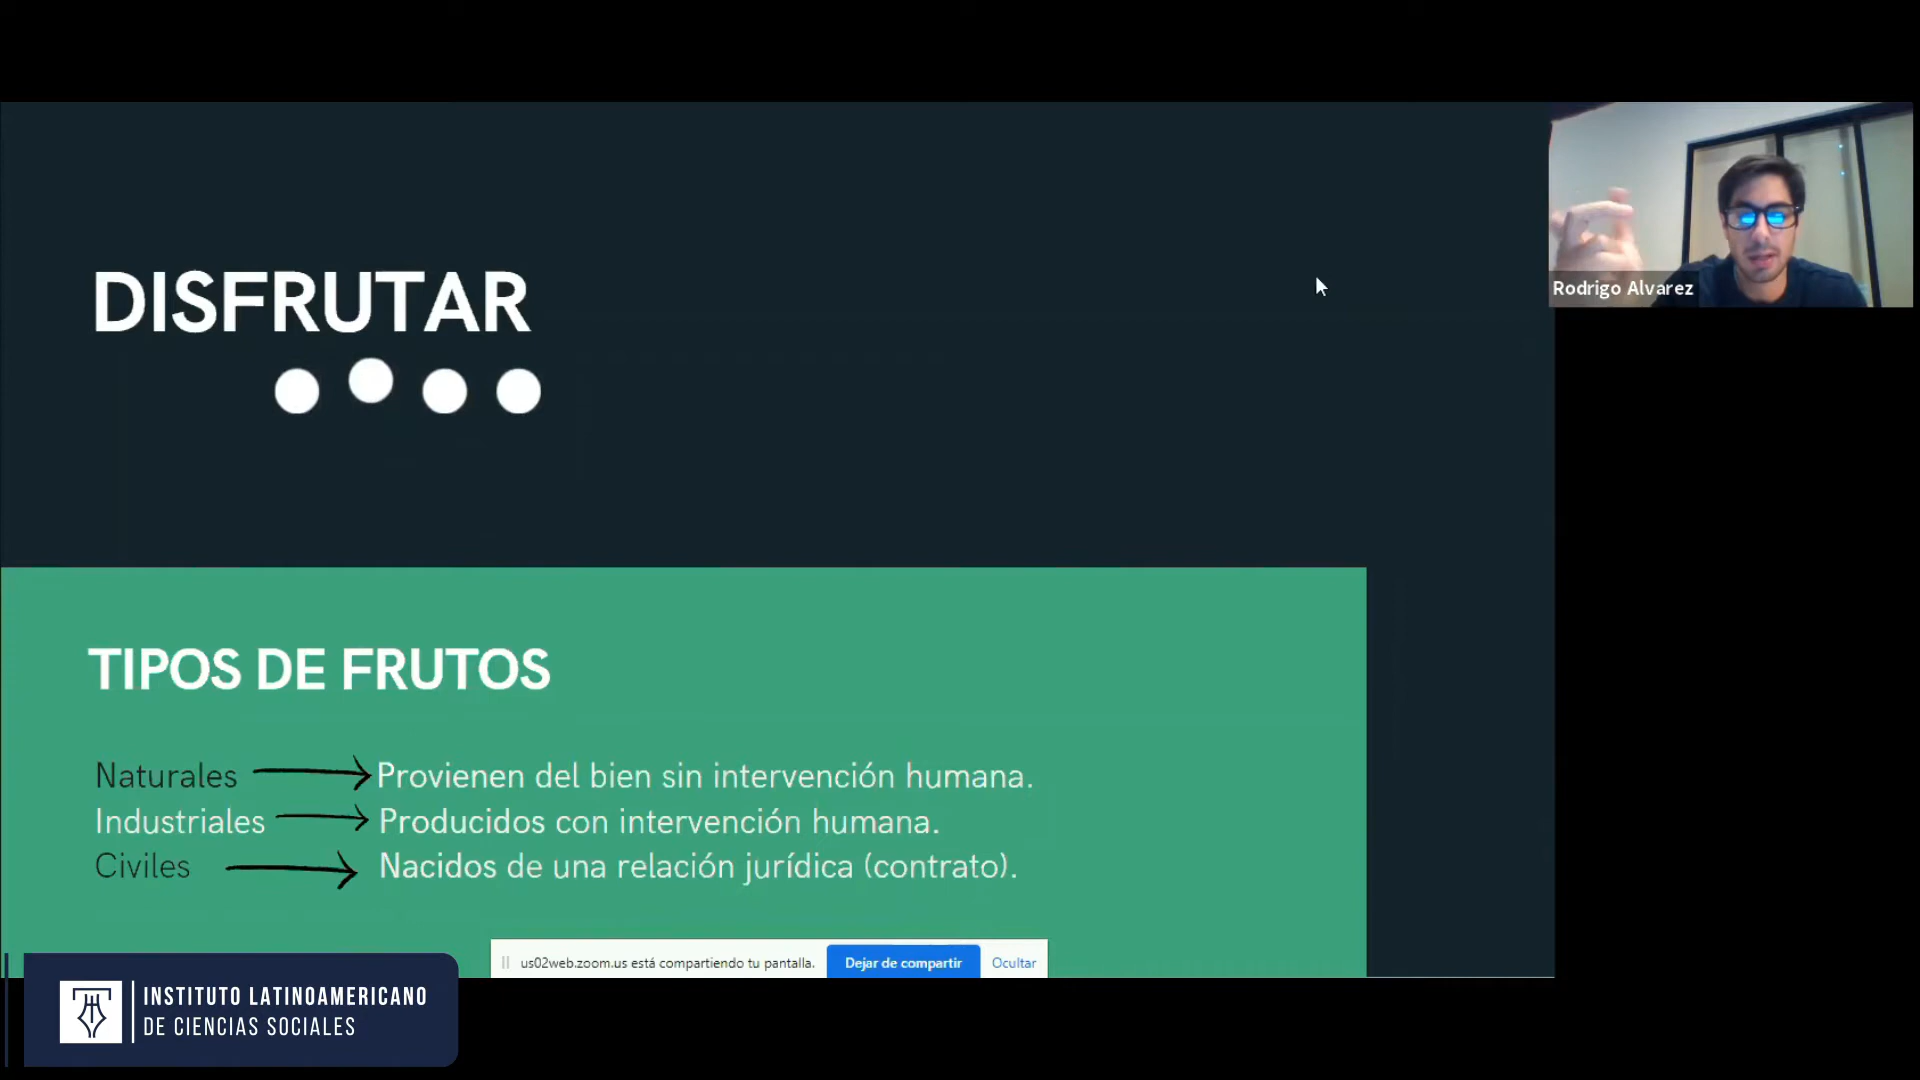 DISFRUTAR
Rodrigo Alvarez
TIPOS DE FRUTOS
Naturales Provienen del bien sin intervención humana.
Industriales Producidos con intervención humana.
Civiles Nacidos de una relación jurídica (contrato).
us02web.zoom.us está compartiendo tu pantalla. Dejar de compartir Ocultar
INSTITUTO LATINOAMERICANO
DE CIENCIAS SOCIALES